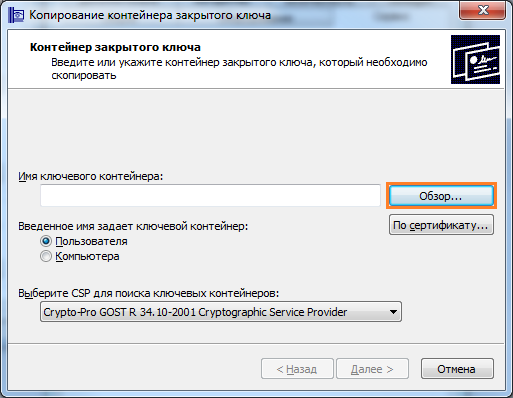 Копирование контейнера закрытого ключа
Контейнер закрытого ключа
Введите или укажите контейнер закрытого ключа, который необходимо
скопировать
Имя ключевого контейнера:
Обзор...
Введенное имя задает ключевой контейнер:
По сертификату...
Пользователя
Компьютера
Выберите CSP для поиска ключевых контейнеров:
Crypto-Pro GOST R 34.10-2001 Cryptographic Service Provider
< Назад
Далее >
Отмена